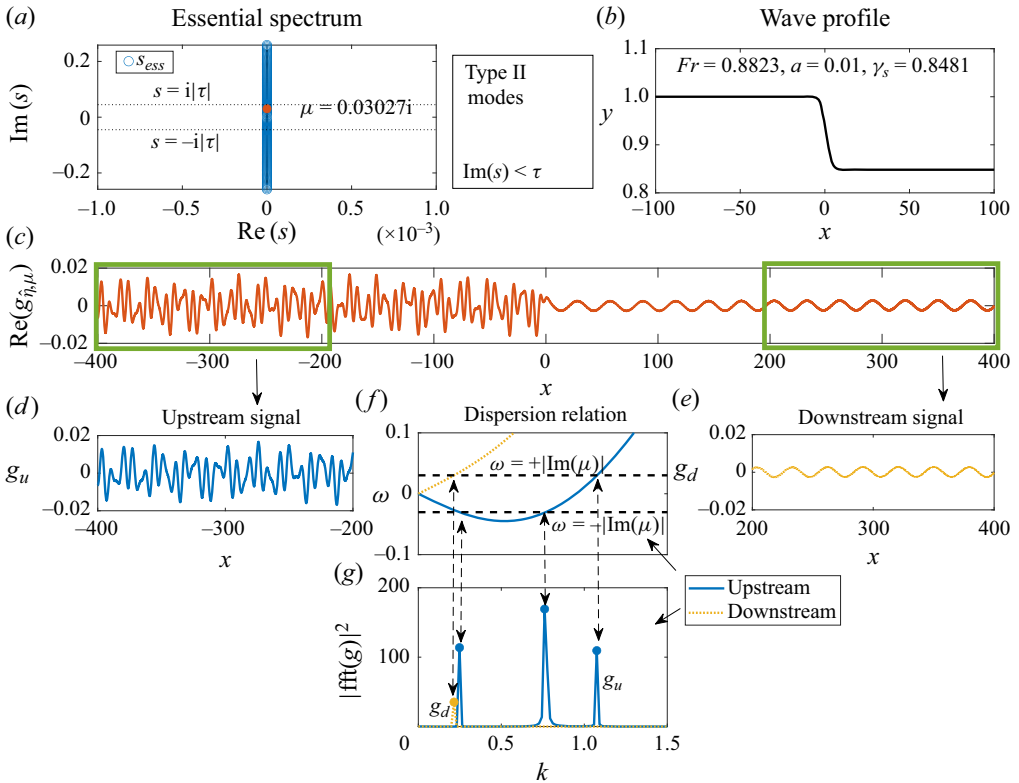 (a) Essential spectrum
(b) Wave profile
0.2
0
−0.2
Im (s)
s_ess
s = i|τ|
μ = 0.03027i
s = −i|τ|
−1.0 −0.5 0 0.5 1.0
Re (s) (×10⁻³)
Type II
modes
Im(s) < τ
1.1
1.0
0.9
0.8
y
Fr = 0.8823, a = 0.01, γ_s = 0.8481
−100 −50 0 50 100
x
(c)
0.02
0
−0.02
Re(g_η̂,μ)
−400 −300 −200 −100 0 100 200 300 400
x
(d) Upstream signal
0.02
0
−0.02
g_u
−400 −300 −200
x
(f) Dispersion relation
0.1
0
−0.1
ω
ω = +|Im(μ)|
ω = −|Im(μ)|
(e) Downstream signal
0.02
0
−0.02
g_d
200 300 400
x
(g)
200
100
|fft(g)|²
g_d
g_u
Upstream
Downstream
0 0.5 1.0 1.5
k